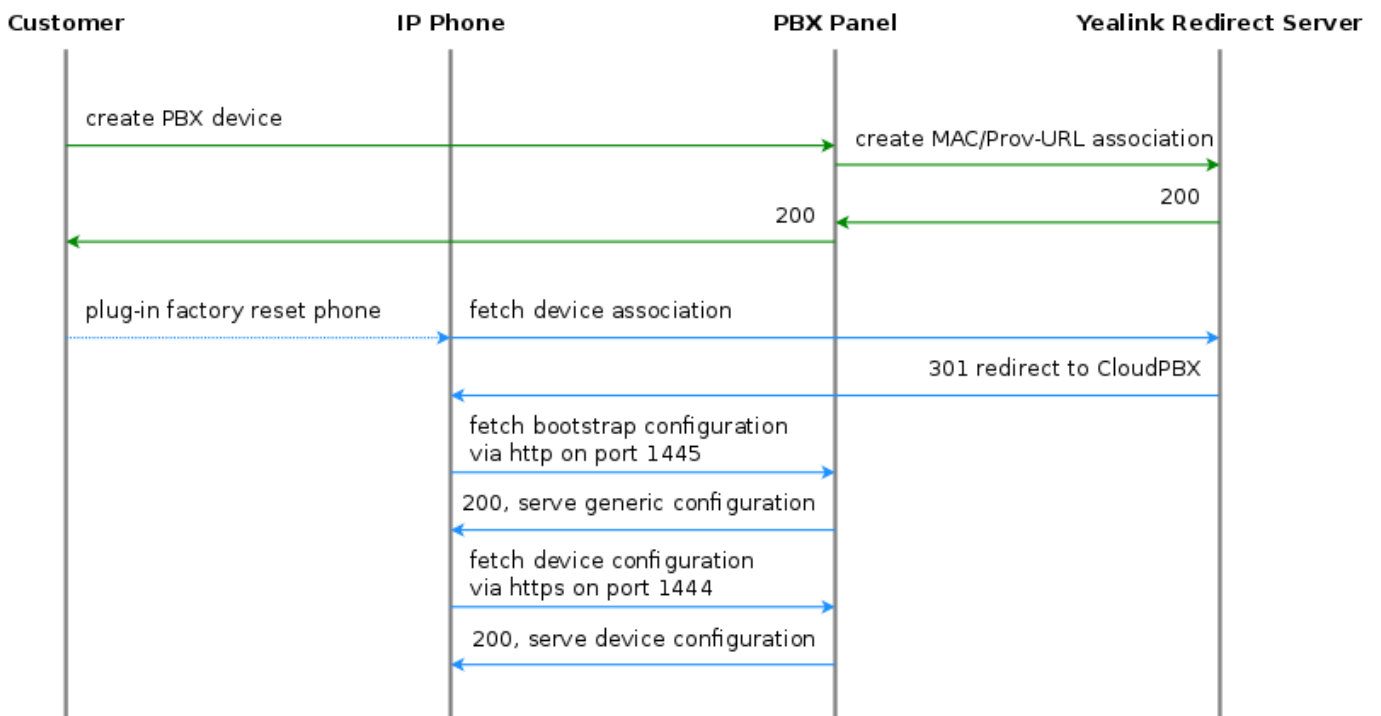 Customer
IP Phone
PBX Panel
Yealink Redirect Server
create PBX device
create MAC/Prov-URL association
200
200
plug-in factory reset phone
fetch device association
301 redirect to CloudPBX
fetch bootstrap configuration
via http on port 1445
200, serve generic configuration
fetch device configuration
via https on port 1444
200, serve device configuration